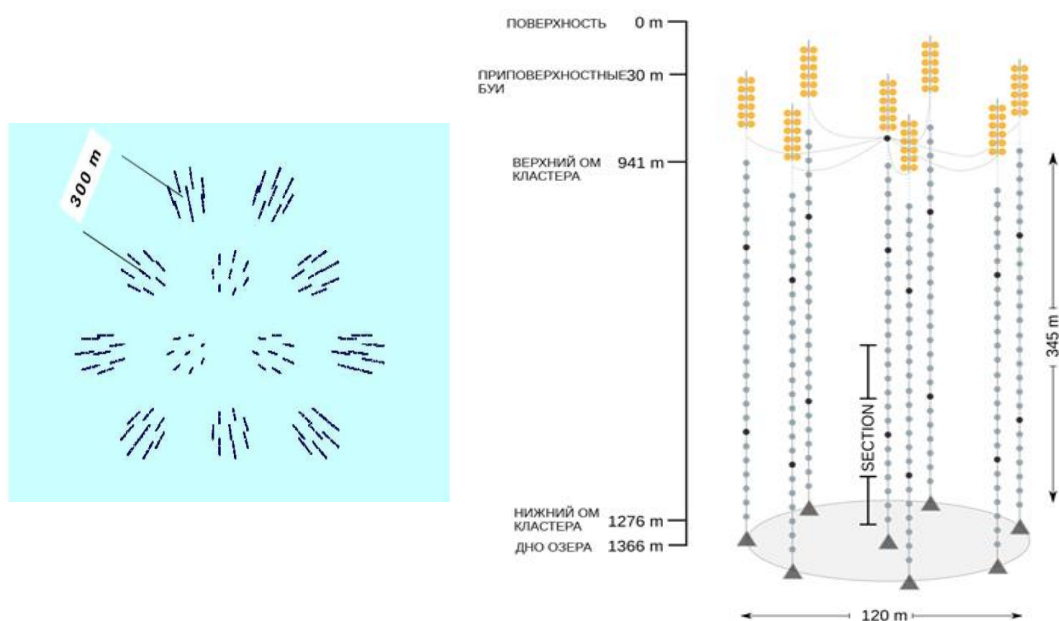 300 m
ПОВЕРХНОСТЬ 0 m
ПРИПОВЕРХНОСТНЫЕ 30 m
БУИ
ВЕРХНИЙ ОМ 941 m
КЛАСТЕРА
SECTION
345 m
НИЖНИЙ ОМ 1276 m
КЛАСТЕРА
ДНО ОЗЕРА 1366 m
120 m